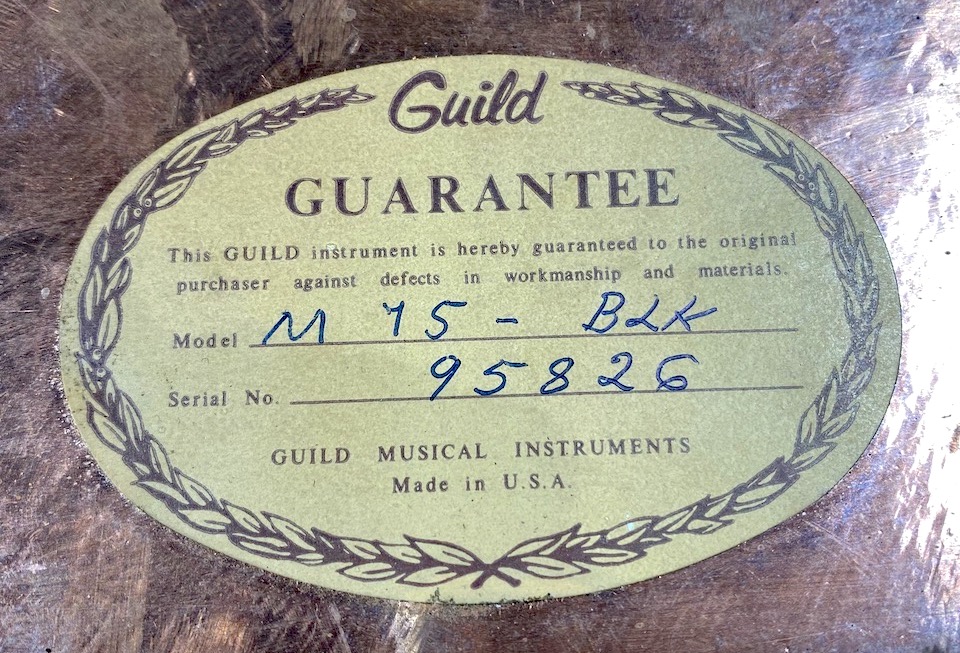 Guild
GUARANTEE
This GUILD instrument is hereby guaranteed to the original
purchaser against defects in workmanship and materials.
Model M 75 - BLK
Serial No. 95826
GUILD MUSICAL INSTRUMENTS
Made in U.S.A.